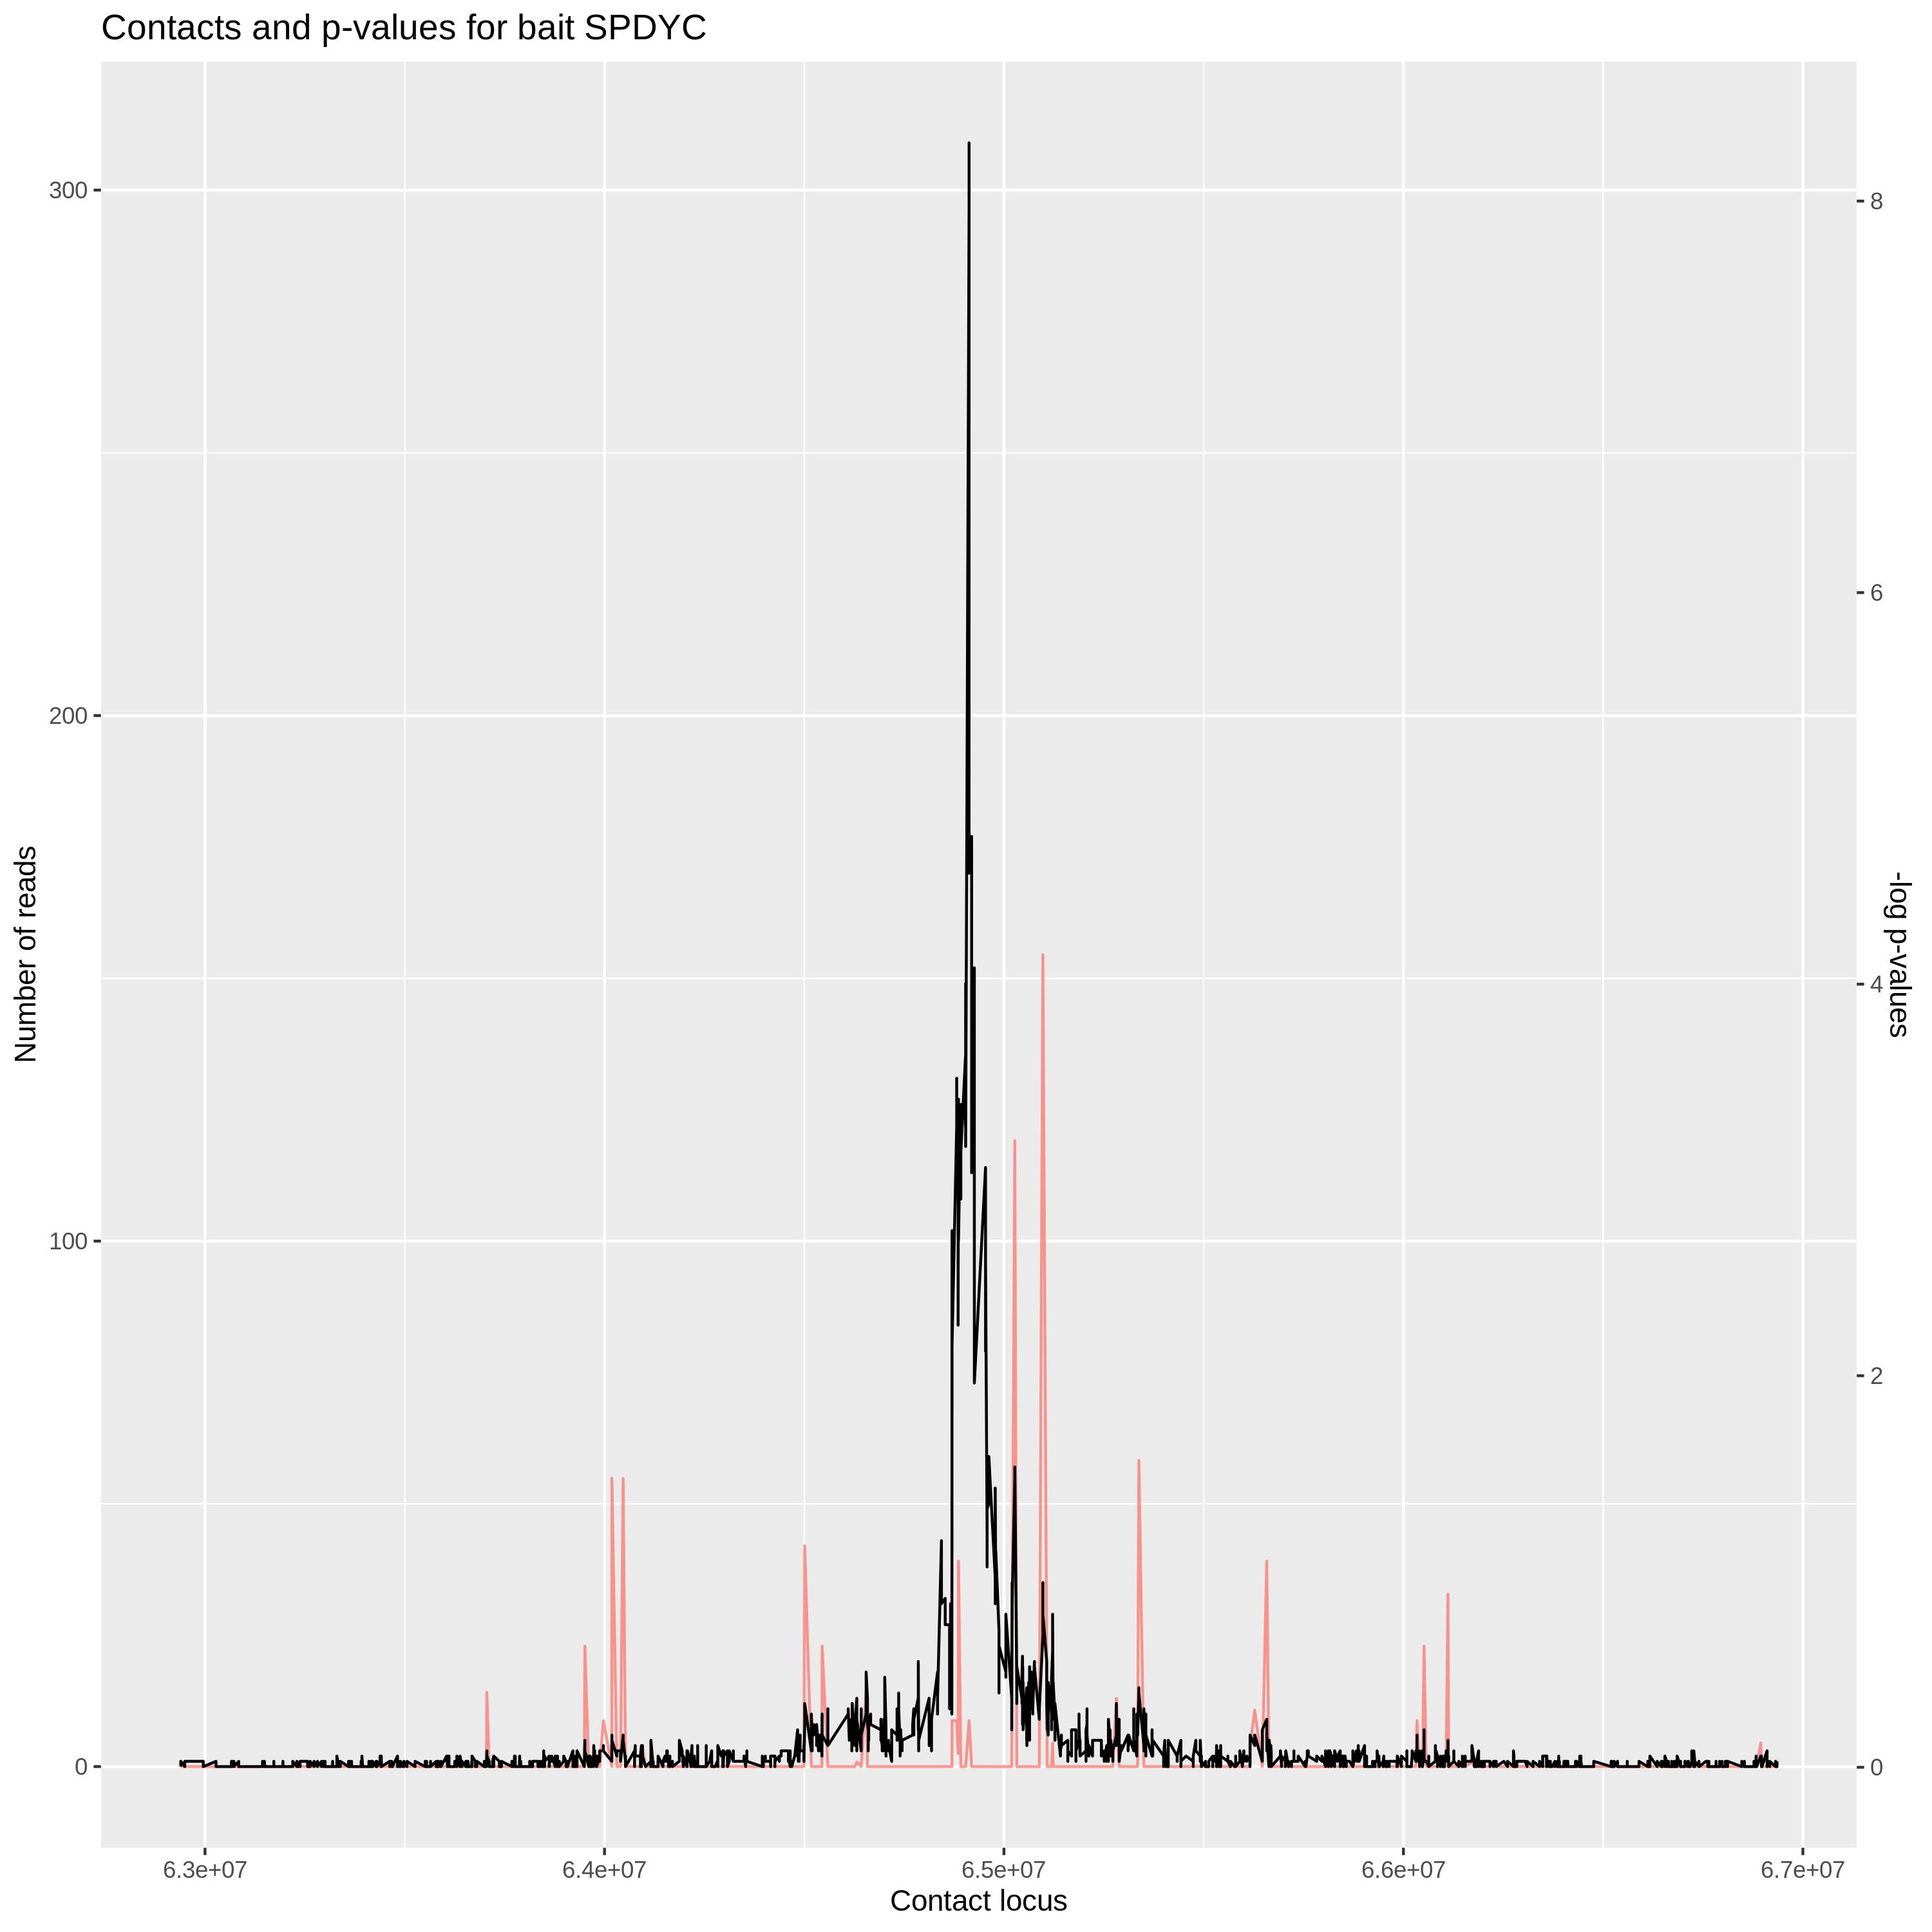 Contacts and p-values for bait SPDYC
Number of reads
300
200
100
0
8
6
4
2
0
-log p-values
6.3e+07
6.4e+07
6.5e+07
6.6e+07
6.7e+07
Contact locus